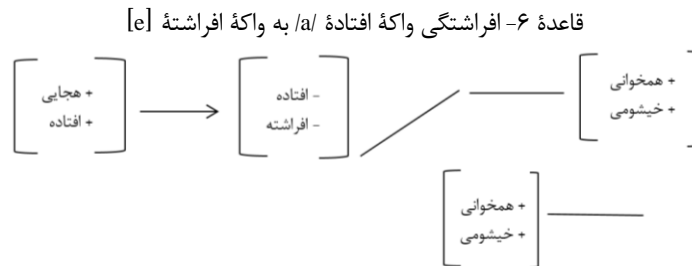 قاعدهٔ ۶- افراشتگی واکهٔ افتادهٔ /a/ به واکهٔ افراشتهٔ [e]
+ هجایی
+ افتاده
- افتاده
- افراشته
+ همخوانی
+ خیشومی
+ همخوانی
+ خیشومی